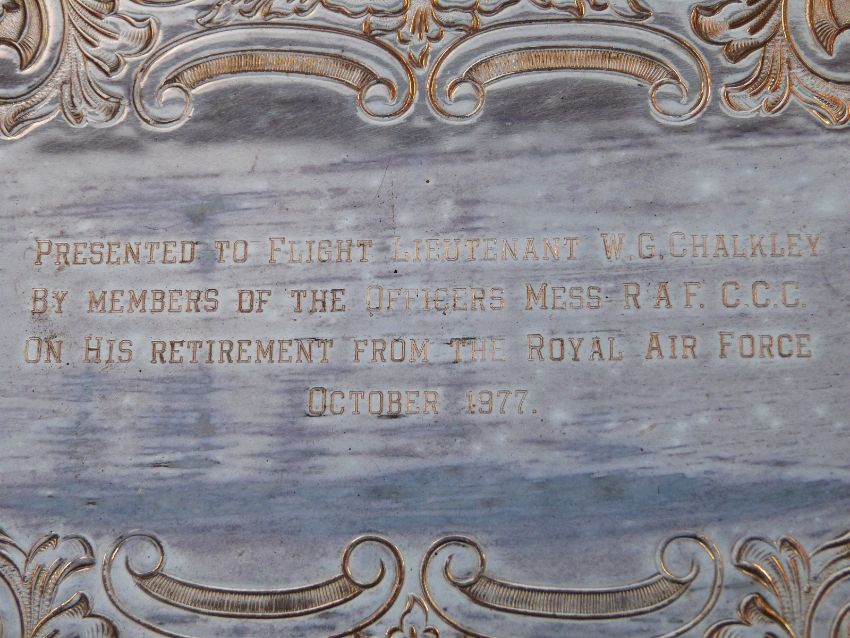 PRESENTED TO FLIGHT LIEUTENANT W.G. CHALKLEY
BY MEMBERS OF THE OFFICERS MESS R A F. C.C.C.
ON HIS RETIREMENT FROM THE ROYAL AIR FORCE
OCTOBER 1977.